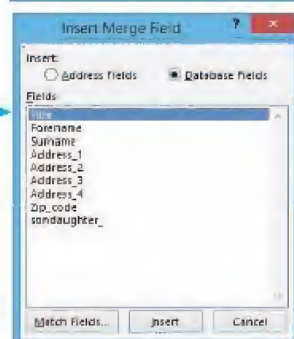 Insert Merge Field ? ×
Insert:
Address Fields Database Fields
Fields:
Title
Forename
Surname
Address_1
Address_2
Address_3
Address_4
Zip_code
sondaughter_
Match Fields... Insert Cancel